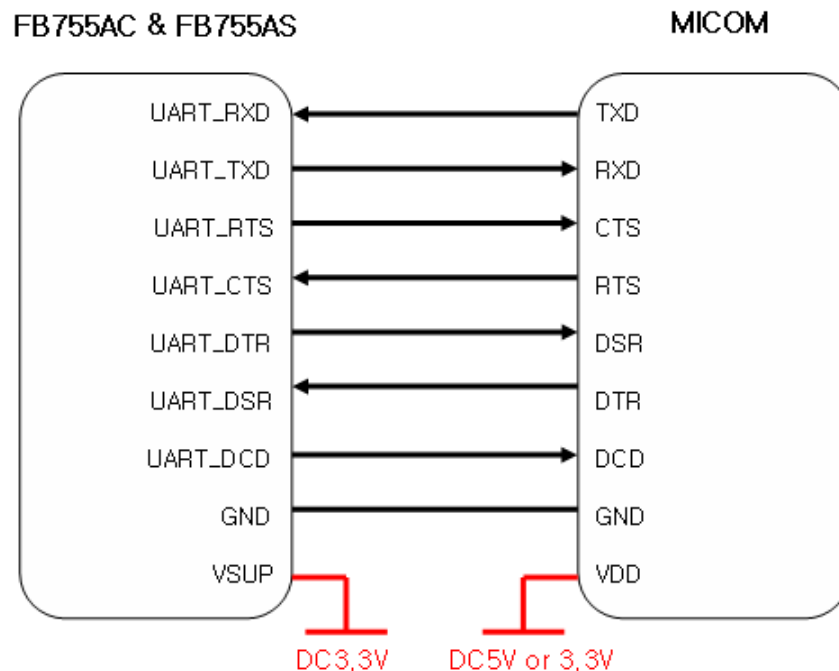 FB755AC & FB755AS MICOM
UART_RXD TXD
UART_TXD RXD
UART_RTS CTS
UART_CTS RTS
UART_DTR DSR
UART_DSR DTR
UART_DCD DCD
GND GND
VSUP VDD
DC3,3V DC5V or 3,3V